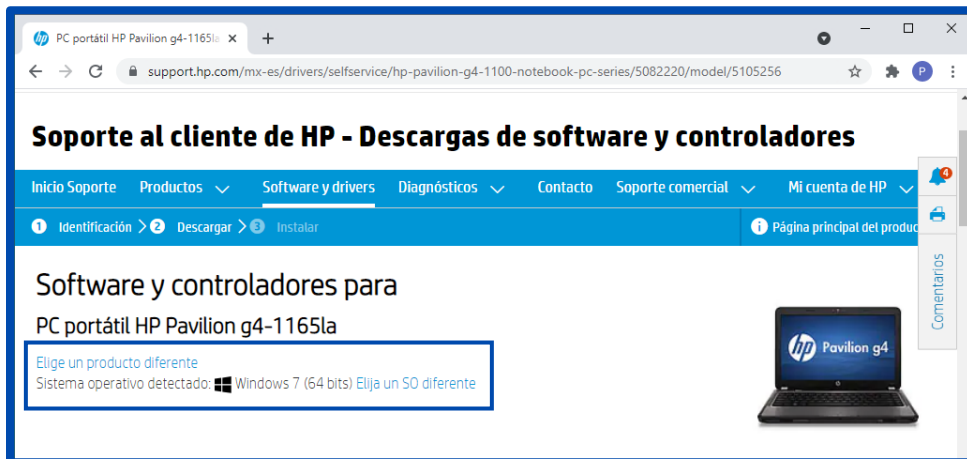 hp PC portátil HP Pavilion g4-1165la × +
support.hp.com/mx-es/drivers/selfservice/hp-pavilion-g4-1100-notebook-pc-series/5082220/model/5105256 P
Soporte al cliente de HP - Descargas de software y controladores
Inicio Soporte Productos Software y drivers Diagnósticos Contacto Soporte comercial Mi cuenta de HP 4
1 Identificación > 2 Descargar > 3 Instalar i Página principal del produc
Comentarios
Software y controladores para
PC portátil HP Pavilion g4-1165la
hp Pavilion g4
Elige un producto diferente
Sistema operativo detectado: Windows 7 (64 bits) Elija un SO diferente